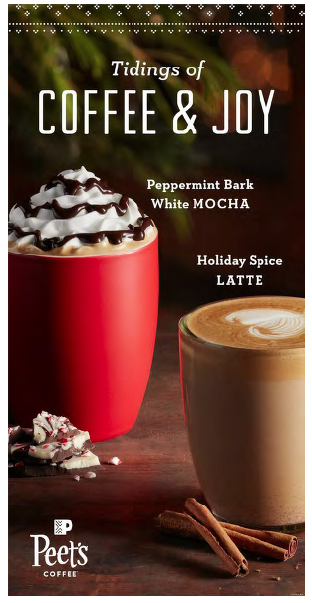 Tidings of
COFFEE & JOY
Peppermint Bark
White MOCHA
Holiday Spice
LATTE
Peet's
COFFEE